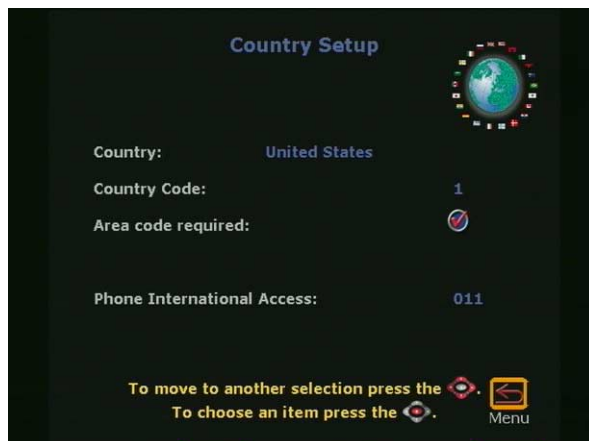 Country Setup
Country: United States
Country Code: 1
Area code required:
Phone International Access: 011
To move to another selection press the .
To choose an item press the .
Menu